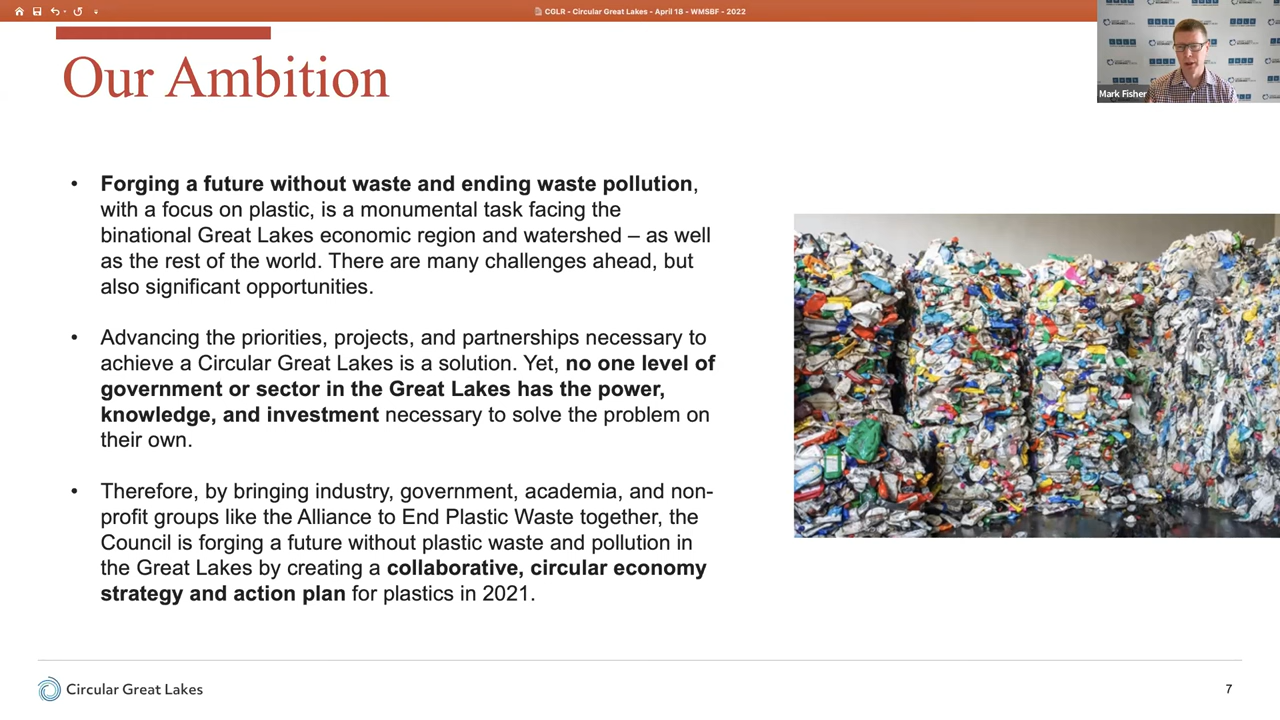 CGLR - Circular Great Lakes - April 18 - WMSBF - 2022
Our Ambition
Mark Fisher
• Forging a future without waste and ending waste pollution,
with a focus on plastic, is a monumental task facing the
binational Great Lakes economic region and watershed – as well
as the rest of the world. There are many challenges ahead, but
also significant opportunities.
• Advancing the priorities, projects, and partnerships necessary to
achieve a Circular Great Lakes is a solution. Yet, no one level of
government or sector in the Great Lakes has the power,
knowledge, and investment necessary to solve the problem on
their own.
• Therefore, by bringing industry, government, academia, and non-
profit groups like the Alliance to End Plastic Waste together, the
Council is forging a future without plastic waste and pollution in
the Great Lakes by creating a collaborative, circular economy
strategy and action plan for plastics in 2021.
Circular Great Lakes
7